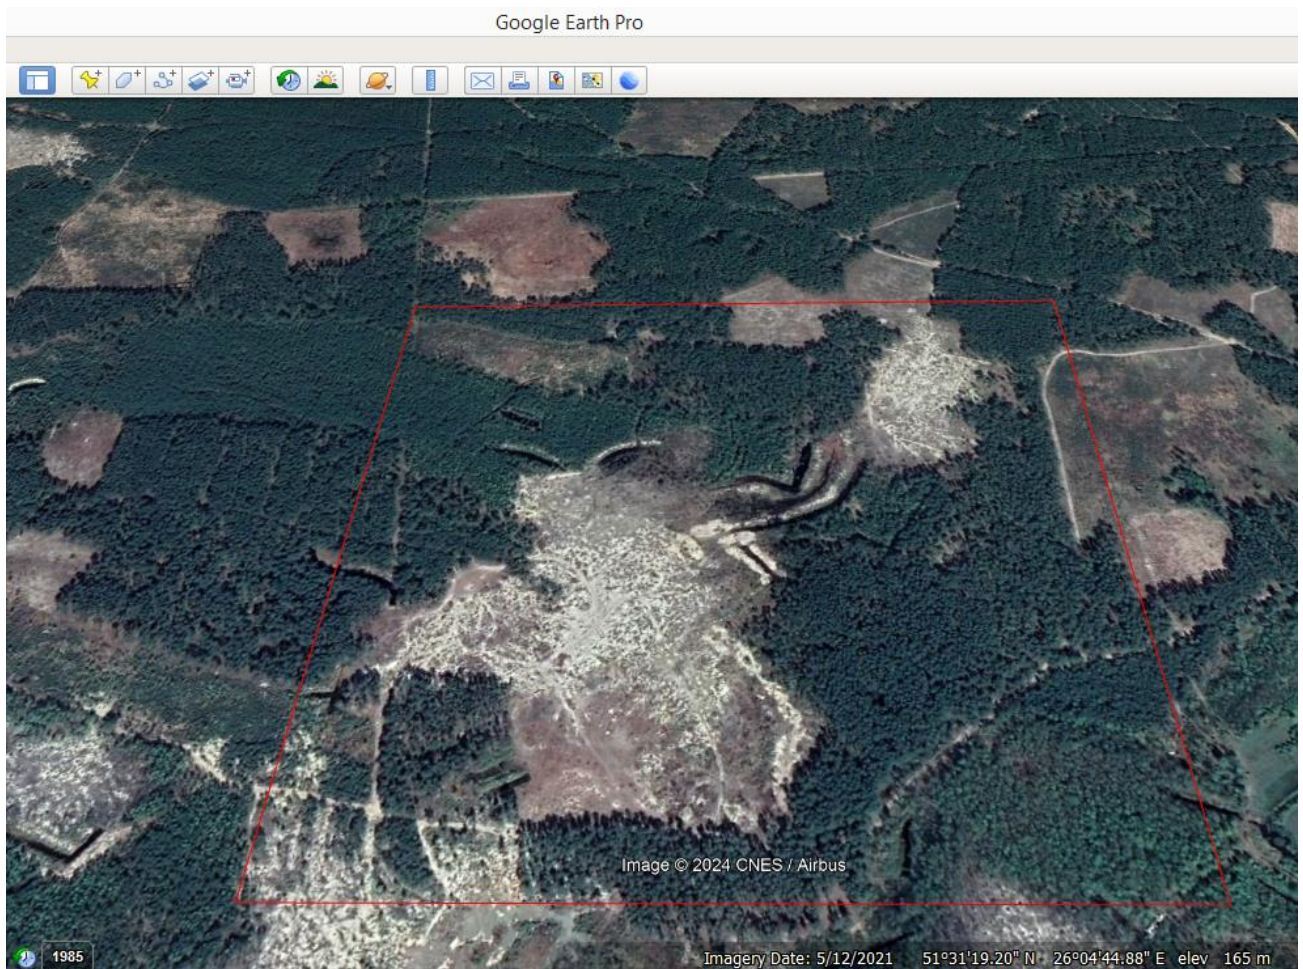 Google Earth Pro
Image © 2024 CNES / Airbus
1985
Imagery Date: 5/12/2021 51°31'19.20" N 26°04'44.88" E elev 165 m